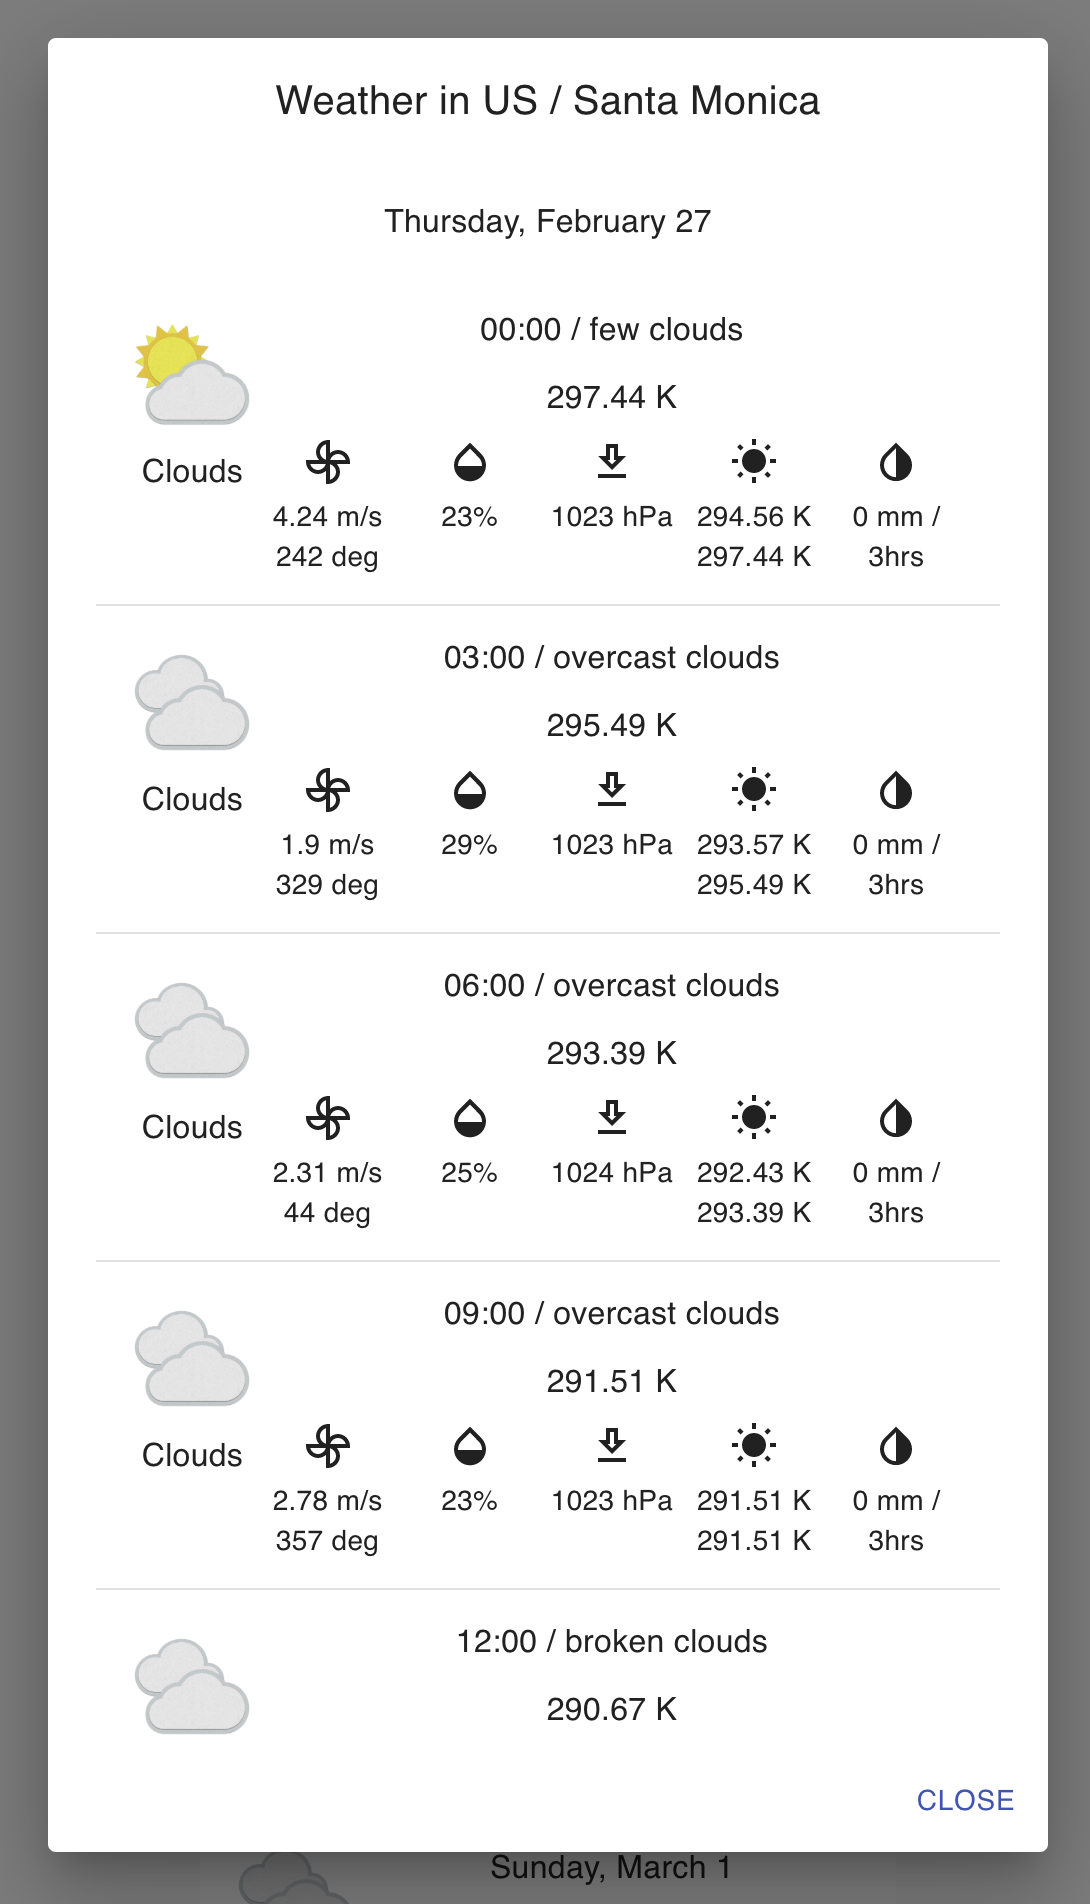 Weather in US / Santa Monica
Thursday, February 27
00:00 / few clouds
297.44 K
Clouds
4.24 m/s
242 deg
23%
1023 hPa
294.56 K
297.44 K
0 mm /
3hrs
03:00 / overcast clouds
295.49 K
Clouds
1.9 m/s
329 deg
29%
1023 hPa
293.57 K
295.49 K
0 mm /
3hrs
06:00 / overcast clouds
293.39 K
Clouds
2.31 m/s
44 deg
25%
1024 hPa
292.43 K
293.39 K
0 mm /
3hrs
09:00 / overcast clouds
291.51 K
Clouds
2.78 m/s
357 deg
23%
1023 hPa
291.51 K
291.51 K
0 mm /
3hrs
12:00 / broken clouds
290.67 K
CLOSE
Sunday, March 1